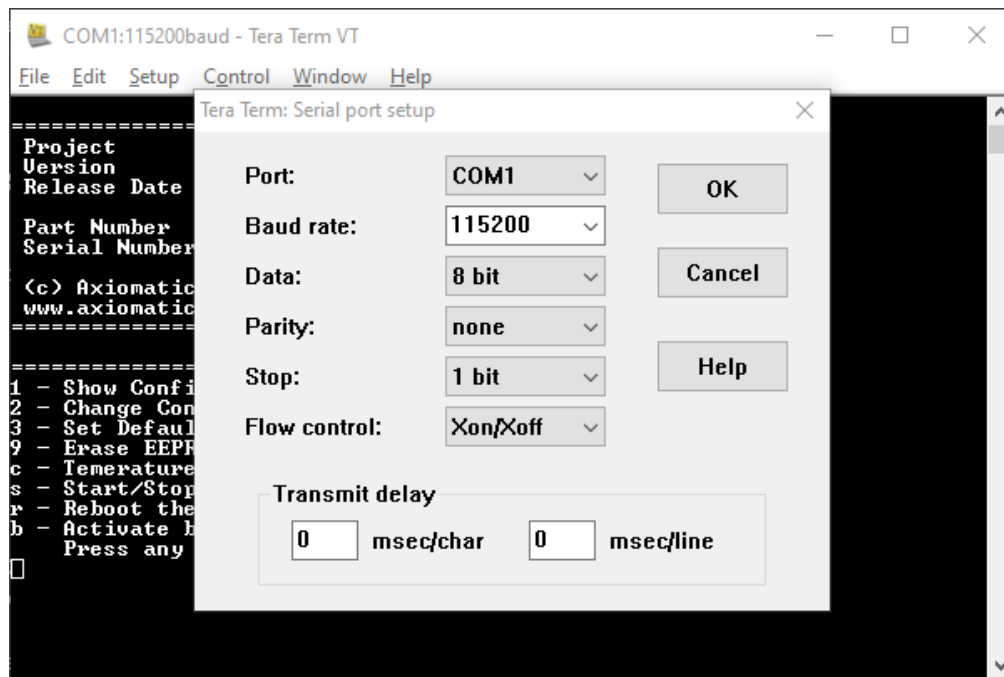 COM1:115200baud - Tera Term VT
File Edit Setup Control Window Help
Tera Term: Serial port setup
====================
Project
Version
Release Date
Part Number
Serial Number
(c) Axiomatic
www.axiomatic
====================
====================
1 - Show Confi
2 - Change Con
3 - Set Defaul
9 - Erase EEPR
c - Temerature
s - Start/Stop
r - Reboot the
b - Activate b
Press any
Port: COM1
Baud rate: 115200
Data: 8 bit
Parity: none
Stop: 1 bit
Flow control: Xon/Xoff
OK
Cancel
Help
Transmit delay
0 msec/char 0 msec/line